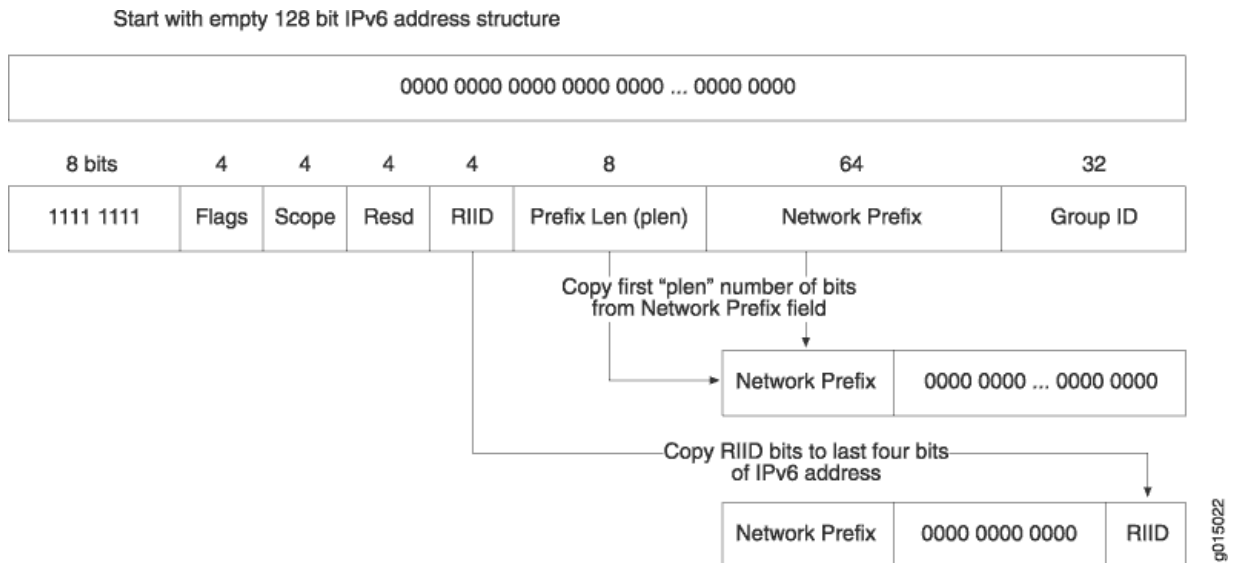 Start with empty 128 bit IPv6 address structure
0000 0000 0000 0000 0000 ... 0000 0000
8 bits 4 4 4 4 8 64 32
1111 1111 Flags Scope Resd RIID Prefix Len (plen) Network Prefix Group ID
Copy first “plen” number of bits
from Network Prefix field
Network Prefix 0000 0000 ... 0000 0000
Copy RIID bits to last four bits
of IPv6 address
Network Prefix 0000 0000 0000 RIID
g015022